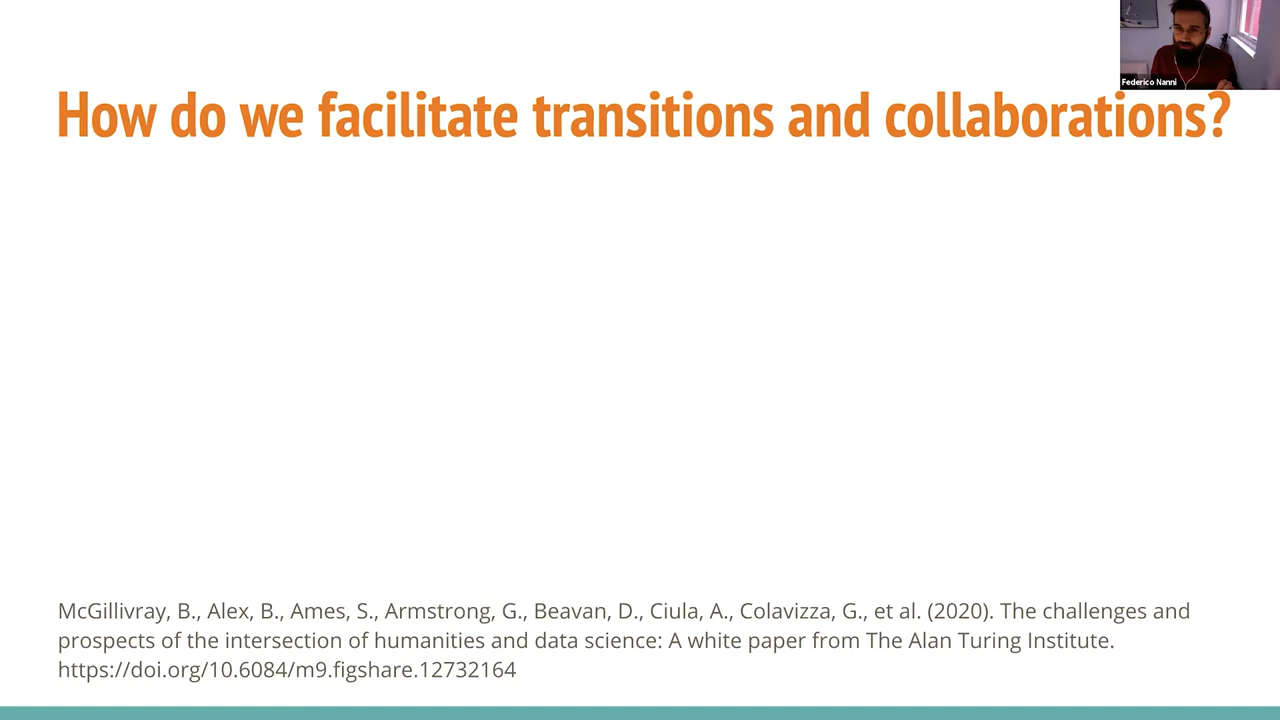 Federico Nanni
How do we facilitate transitions and collaborations?
McGillivray, B., Alex, B., Ames, S., Armstrong, G., Beavan, D., Ciula, A., Colavizza, G., et al. (2020). The challenges and
prospects of the intersection of humanities and data science: A white paper from The Alan Turing Institute.
https://doi.org/10.6084/m9.figshare.12732164